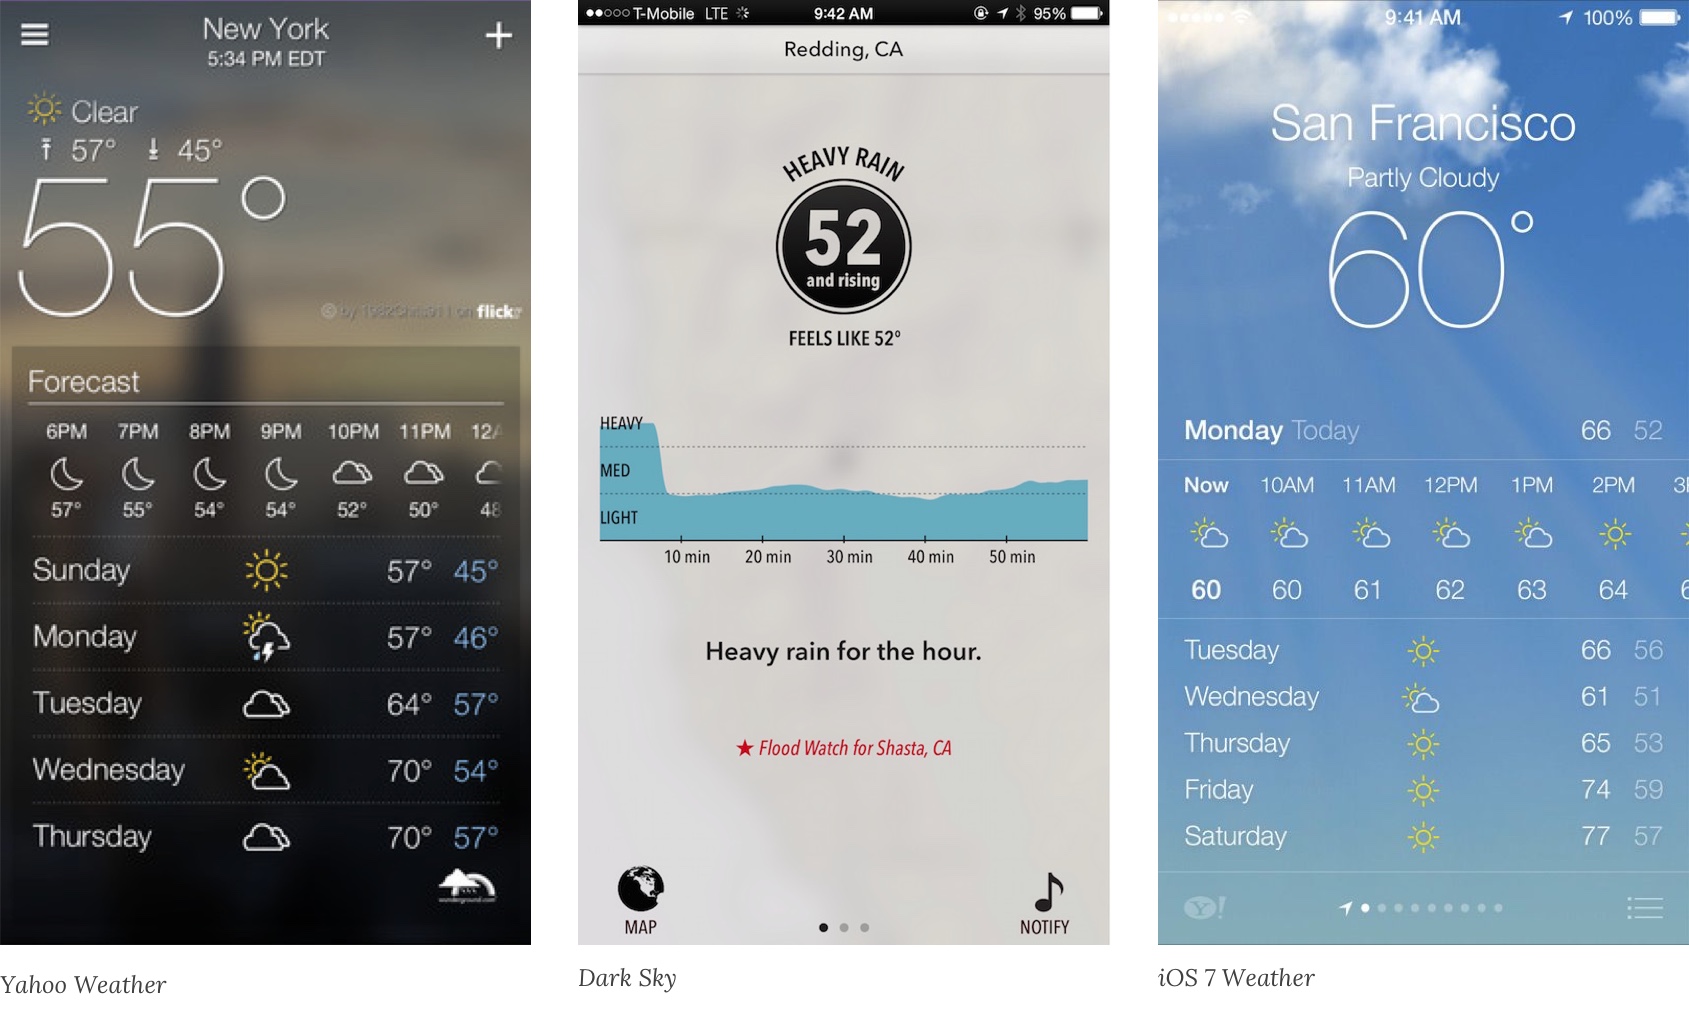 New York
5:34 PM EDT
Clear
57° 45°
55°
© by 1982Chris911 on flickr
Forecast
6PM 7PM 8PM 9PM 10PM 11PM 12A
57° 55° 54° 54° 52° 50° 48
Sunday 57° 45°
Monday 57° 46°
Tuesday 64° 57°
Wednesday 70° 54°
Thursday 70° 57°
wunderground.com
Yahoo Weather
T-Mobile LTE 9:42 AM 95%
Redding, CA
HEAVY RAIN
52
and rising
FEELS LIKE 52°
HEAVY
MED
LIGHT
10 min 20 min 30 min 40 min 50 min
Heavy rain for the hour.
★ Flood Watch for Shasta, CA
MAP NOTIFY
Dark Sky
9:41 AM 100%
San Francisco
Partly Cloudy
60°
Monday Today 66 52
Now 10AM 11AM 12PM 1PM 2PM 3
60 60 61 62 63 64 6
Tuesday 66 56
Wednesday 61 51
Thursday 65 53
Friday 74 59
Saturday 77 57
Y!
iOS 7 Weather